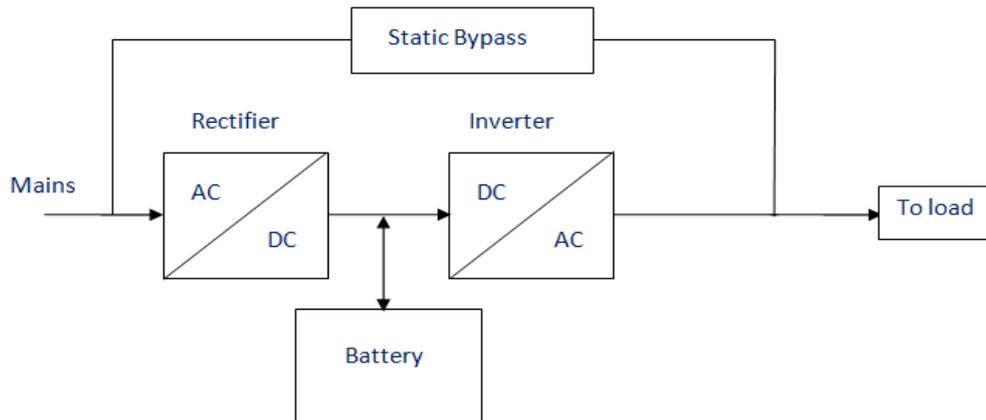 Static Bypass
Rectifier
Inverter
Mains
AC
DC
DC
AC
To load
Battery